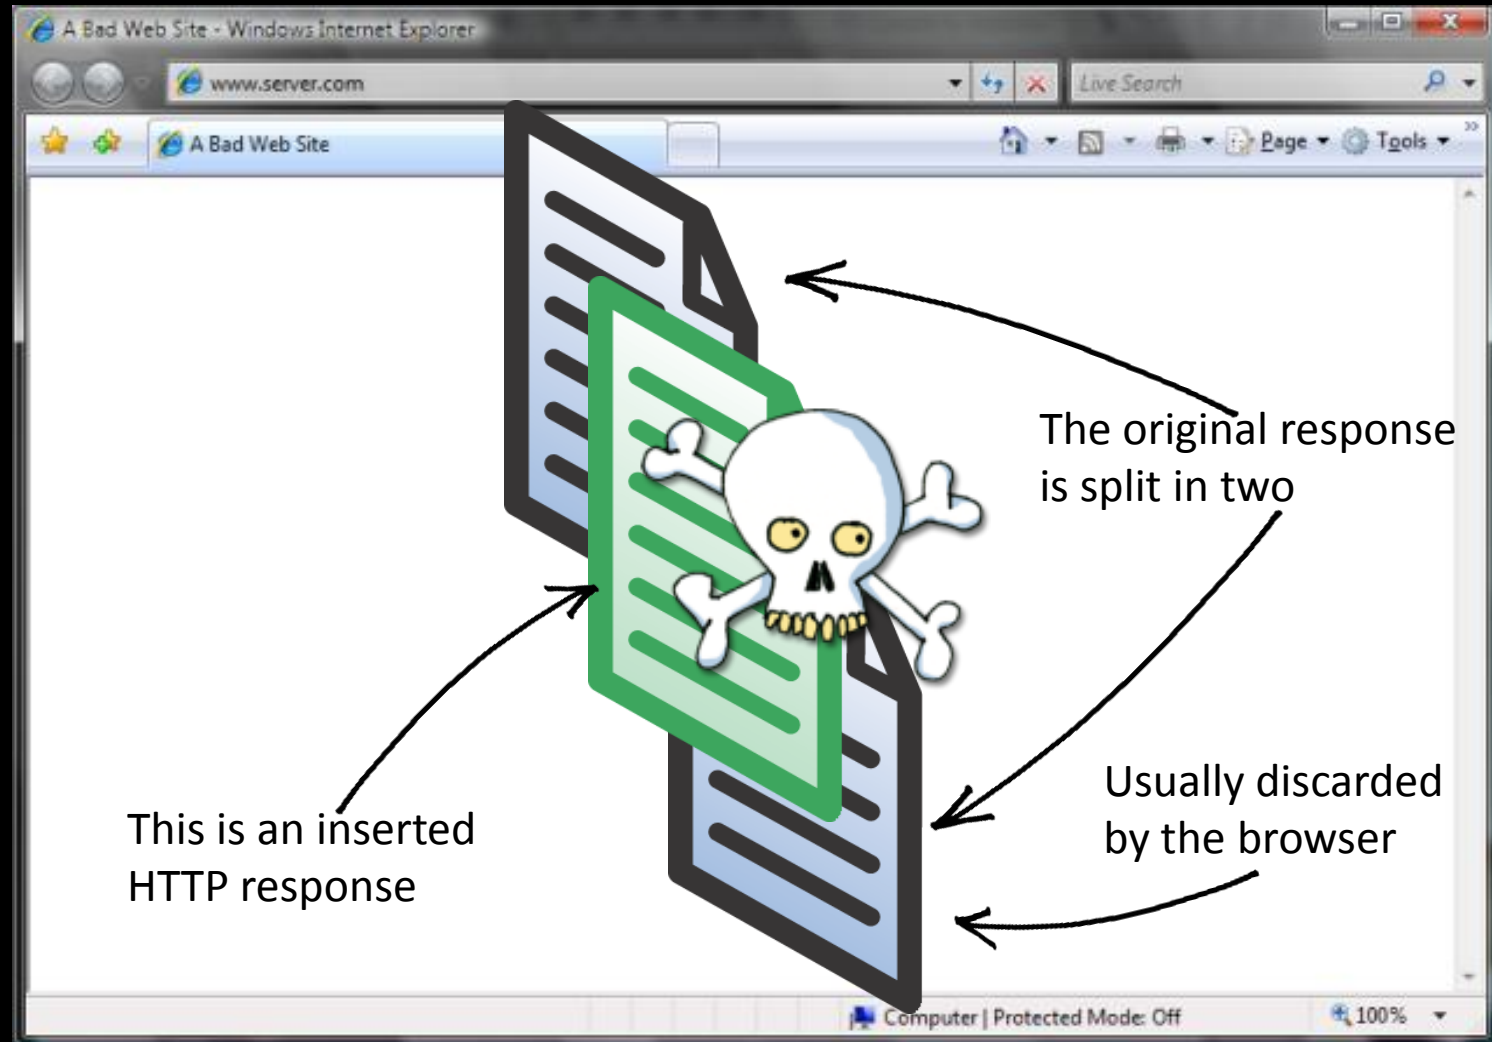 A Bad Web Site - Windows Internet Explorer
www.server.com
Live Search
A Bad Web Site
Page
Tools
The original response
is split in two
Usually discarded
by the browser
This is an inserted
HTTP response
Computer | Protected Mode: Off
100%